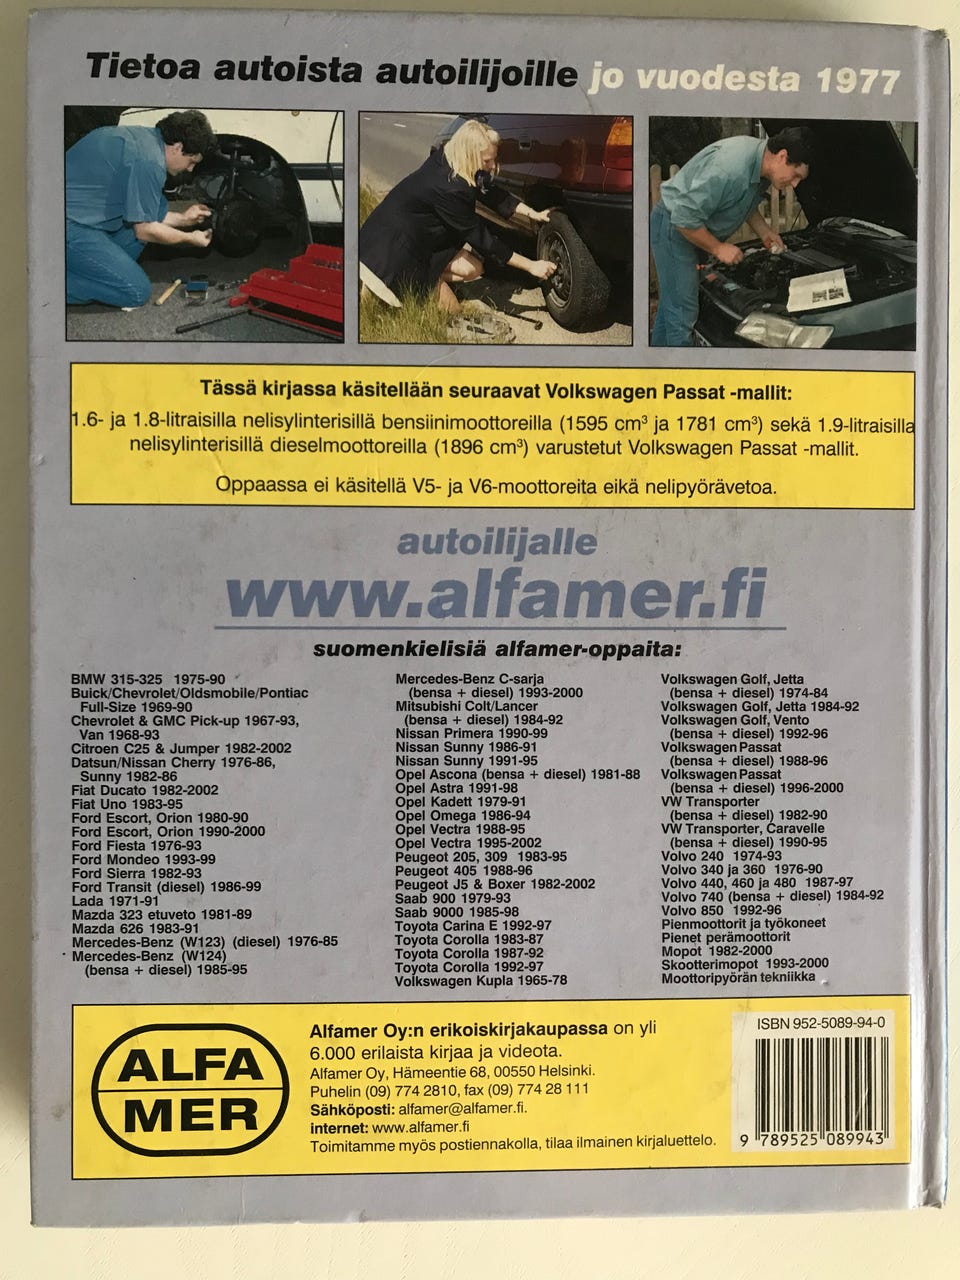 Tietoa autoista autoilijoille jo vuodesta 1977
Tässä kirjassa käsitellään seuraavat Volkswagen Passat -mallit:
1.6- ja 1.8-litraisilla nelisylinterisillä bensiinimoottoreilla (1595 cm³ ja 1781 cm³) sekä 1.9-litraisilla
nelisylinterisillä dieselmoottoreilla (1896 cm³) varustetut Volkswagen Passat -mallit.
Oppaassa ei käsitellä V5- ja V6-moottoreita eikä nelipyörävetoa.
autoilijalle
www.alfamer.fi
suomenkielisiä alfamer-oppaita:
BMW 315-325 1975-90
Buick/Chevrolet/Oldsmobile/Pontiac
Full-Size 1969-90
Chevrolet & GMC Pick-up 1967-93,
Van 1968-93
Citroen C25 & Jumper 1982-2002
Datsun/Nissan Cherry 1976-86,
Sunny 1982-86
Fiat Ducato 1982-2002
Fiat Uno 1983-95
Ford Escort, Orion 1980-90
Ford Escort, Orion 1990-2000
Ford Fiesta 1976-93
Ford Mondeo 1993-99
Ford Sierra 1982-93
Ford Transit (diesel) 1986-99
Lada 1971-91
Mazda 323 etuveto 1981-89
Mazda 626 1983-91
Mercedes-Benz (W123) (diesel) 1976-85
Mercedes-Benz (W124)
(bensa + diesel) 1985-95
Mercedes-Benz C-sarja
(bensa + diesel) 1993-2000
Mitsubishi Colt/Lancer
(bensa + diesel) 1984-92
Nissan Primera 1990-99
Nissan Sunny 1986-91
Nissan Sunny 1991-95
Opel Ascona (bensa + diesel) 1981-88
Opel Astra 1991-98
Opel Kadett 1979-91
Opel Omega 1986-94
Opel Vectra 1988-95
Opel Vectra 1995-2002
Peugeot 205, 309 1983-95
Peugeot 405 1988-96
Peugeot J5 & Boxer 1982-2002
Saab 900 1979-93
Saab 9000 1985-98
Toyota Carina E 1992-97
Toyota Corolla 1983-87
Toyota Corolla 1987-92
Toyota Corolla 1992-97
Volkswagen Kupla 1965-78
Volkswagen Golf, Jetta
(bensa + diesel) 1974-84
Volkswagen Golf, Jetta 1984-92
Volkswagen Golf, Vento
(bensa + diesel) 1992-96
Volkswagen Passat
(bensa + diesel) 1988-96
Volkswagen Passat
(bensa + diesel) 1996-2000
VW Transporter
(bensa + diesel) 1982-90
VW Transporter, Caravelle
(bensa + diesel) 1990-95
Volvo 240 1974-93
Volvo 340 ja 360 1976-90
Volvo 440, 460 ja 480 1987-97
Volvo 740 (bensa + diesel) 1984-92
Volvo 850 1992-96
Pienmoottorit ja työkoneet
Pienet perämoottorit
Mopot 1982-2000
Skootterimopot 1993-2000
Moottoripyörän tekniikka
ALFA
MER
Alfamer Oy:n erikoiskirjakaupassa on yli
6.000 erilaista kirjaa ja videota.
Alfamer Oy, Hämeentie 68, 00550 Helsinki.
Puhelin (09) 774 2810, fax (09) 774 28 111
Sähköposti: alfamer@alfamer.fi.
internet: www.alfamer.fi
Toimitamme myös postiennakolla, tilaa ilmainen kirjaluettelo.
ISBN 952-5089-94-0
9 789525 089943